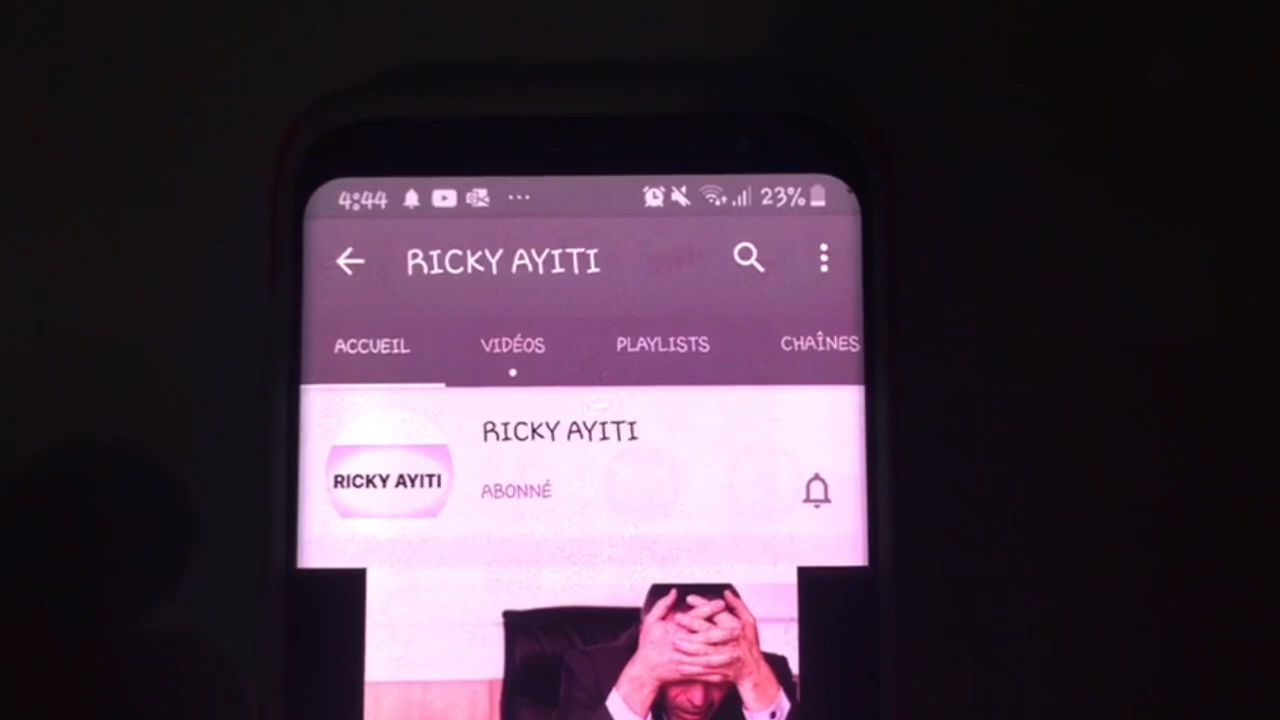 4:44 ... 23%
RICKY AYITI
ACCUEIL VIDÉOS PLAYLISTS CHAÎNES
RICKY AYITI
RICKY AYITI
ABONNÉ